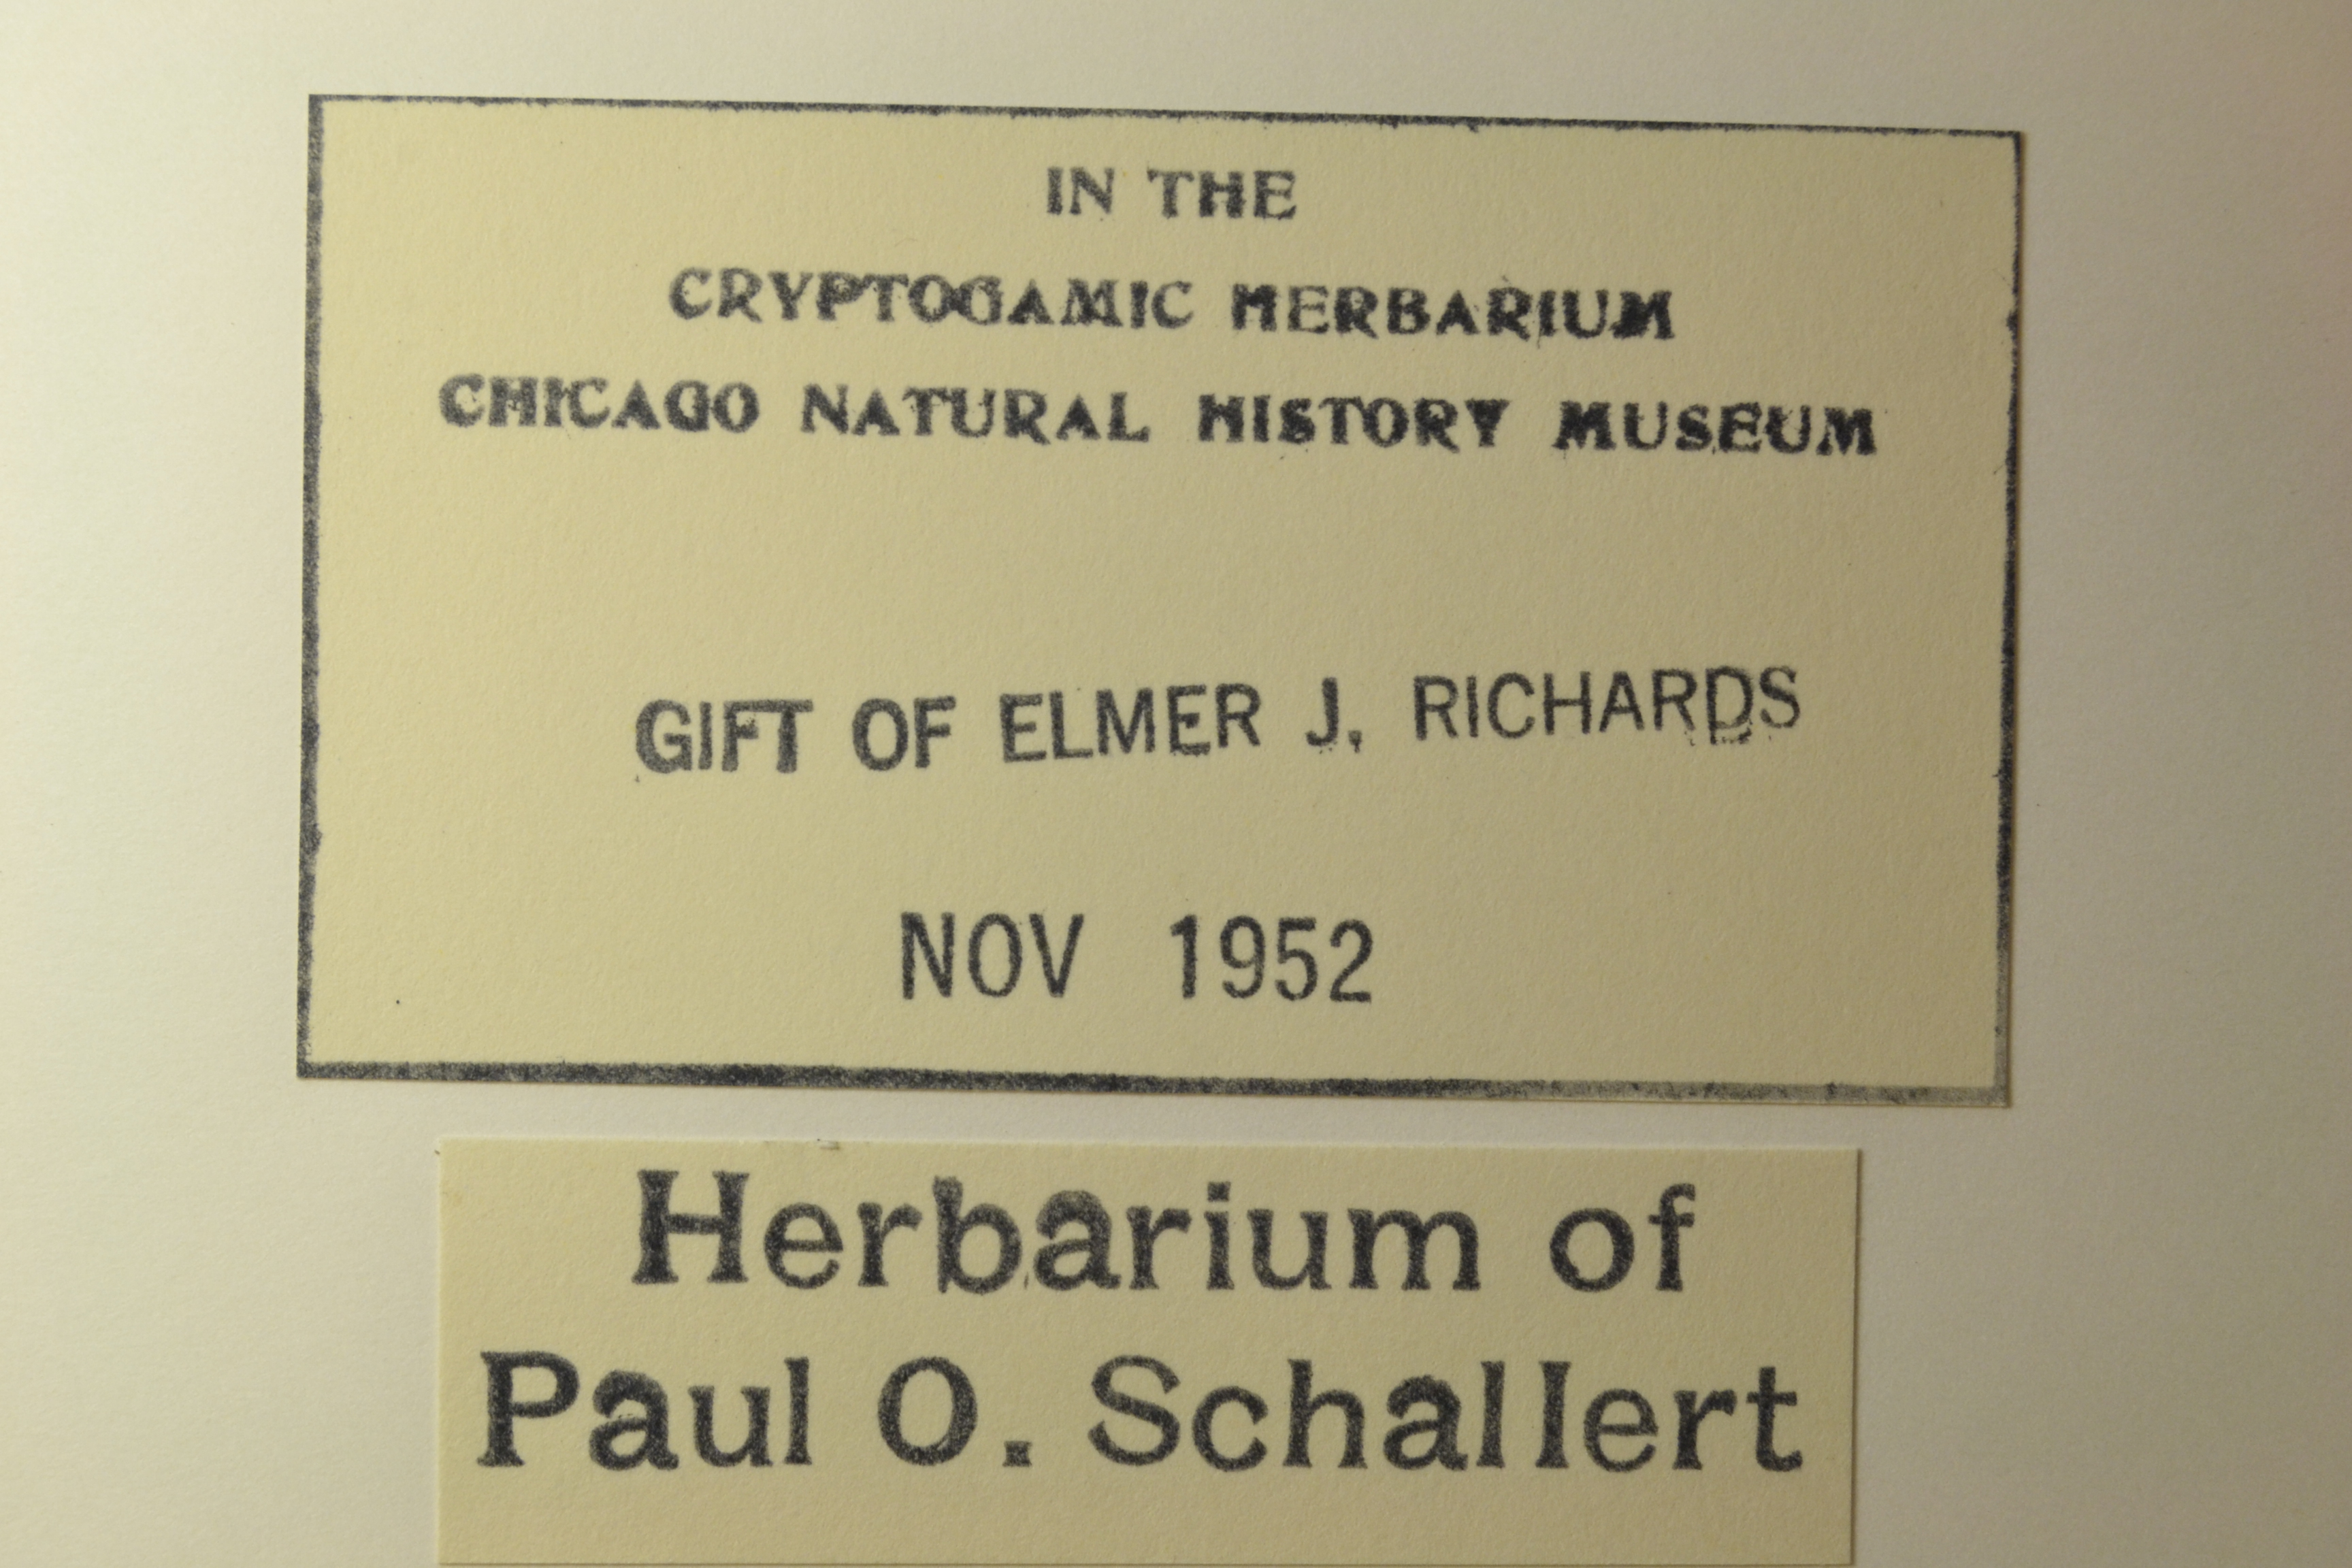 IN THE
CRYPTOGAMIC HERBARIUM
CHICAGO NATURAL HISTORY MUSEUM
GIFT OF ELMER J. RICHARDS
NOV 1952
Herbarium of
Paul O. Schallert